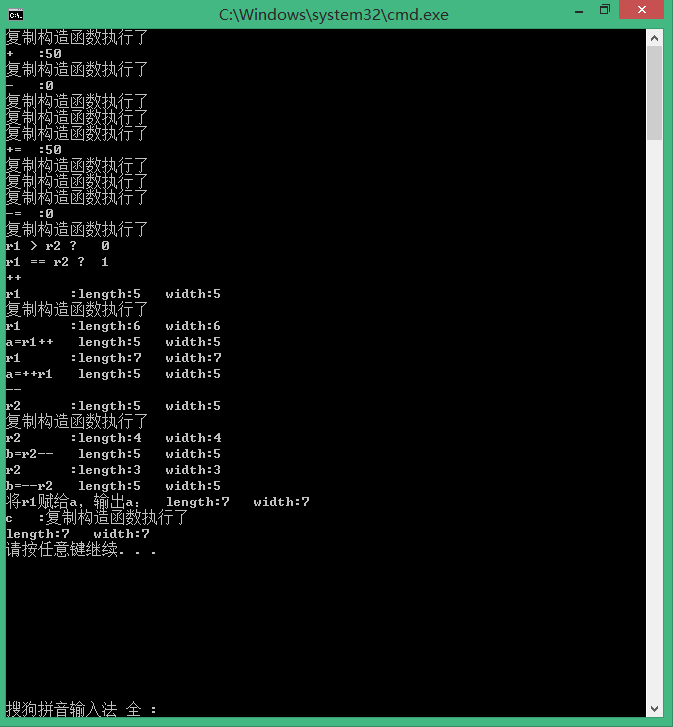 C:\Windows\system32\cmd.exe
复制构造函数执行了
+   :50
复制构造函数执行了
-   :0
复制构造函数执行了
复制构造函数执行了
复制构造函数执行了
+=  :50
复制构造函数执行了
复制构造函数执行了
复制构造函数执行了
-=  :0
复制构造函数执行了
r1 > r2 ?   0
r1 == r2 ?  1
++
r1      :length:5   width:5
复制构造函数执行了
r1      :length:6   width:6
a=r1++   length:5   width:5
r1      :length:7   width:7
a=++r1   length:5   width:5
--
r2      :length:5   width:5
复制构造函数执行了
r2      :length:4   width:4
b=r2--   length:5   width:5
r2      :length:3   width:3
b=--r2   length:5   width:5
将r1赋给a，输出a：  length:7   width:7
c   :复制构造函数执行了
length:7   width:7
请按任意键继续. . .
搜狗拼音输入法 全 :